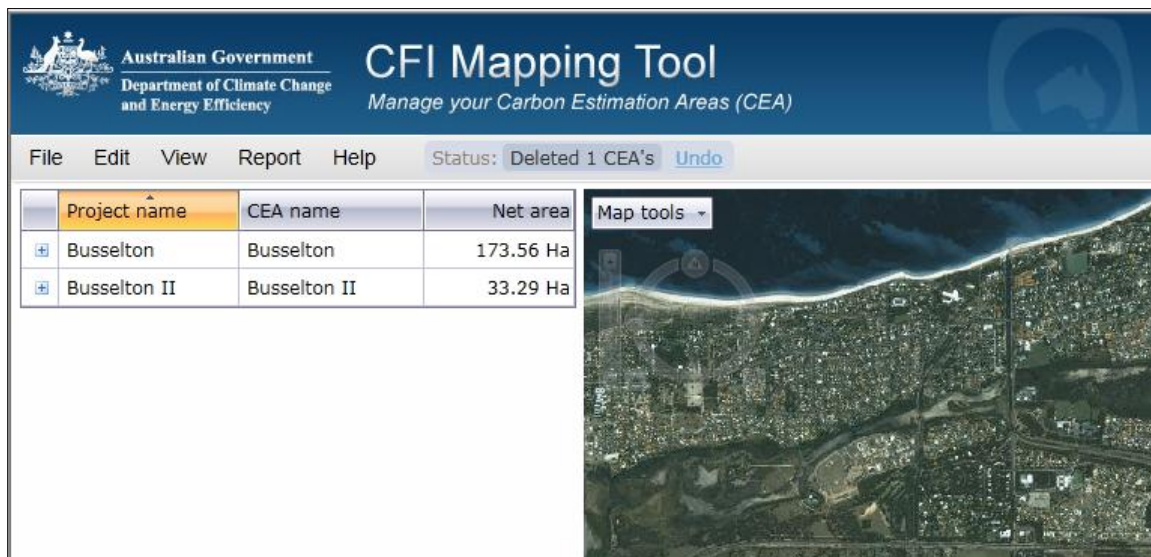 Australian Government
Department of Climate Change
and Energy Efficiency
CFI Mapping Tool
Manage your Carbon Estimation Areas (CEA)
File Edit View Report Help Status: Deleted 1 CEA's Undo
Project name CEA name Net area
Busselton Busselton 173.56 Ha
Busselton II Busselton II 33.29 Ha
Map tools